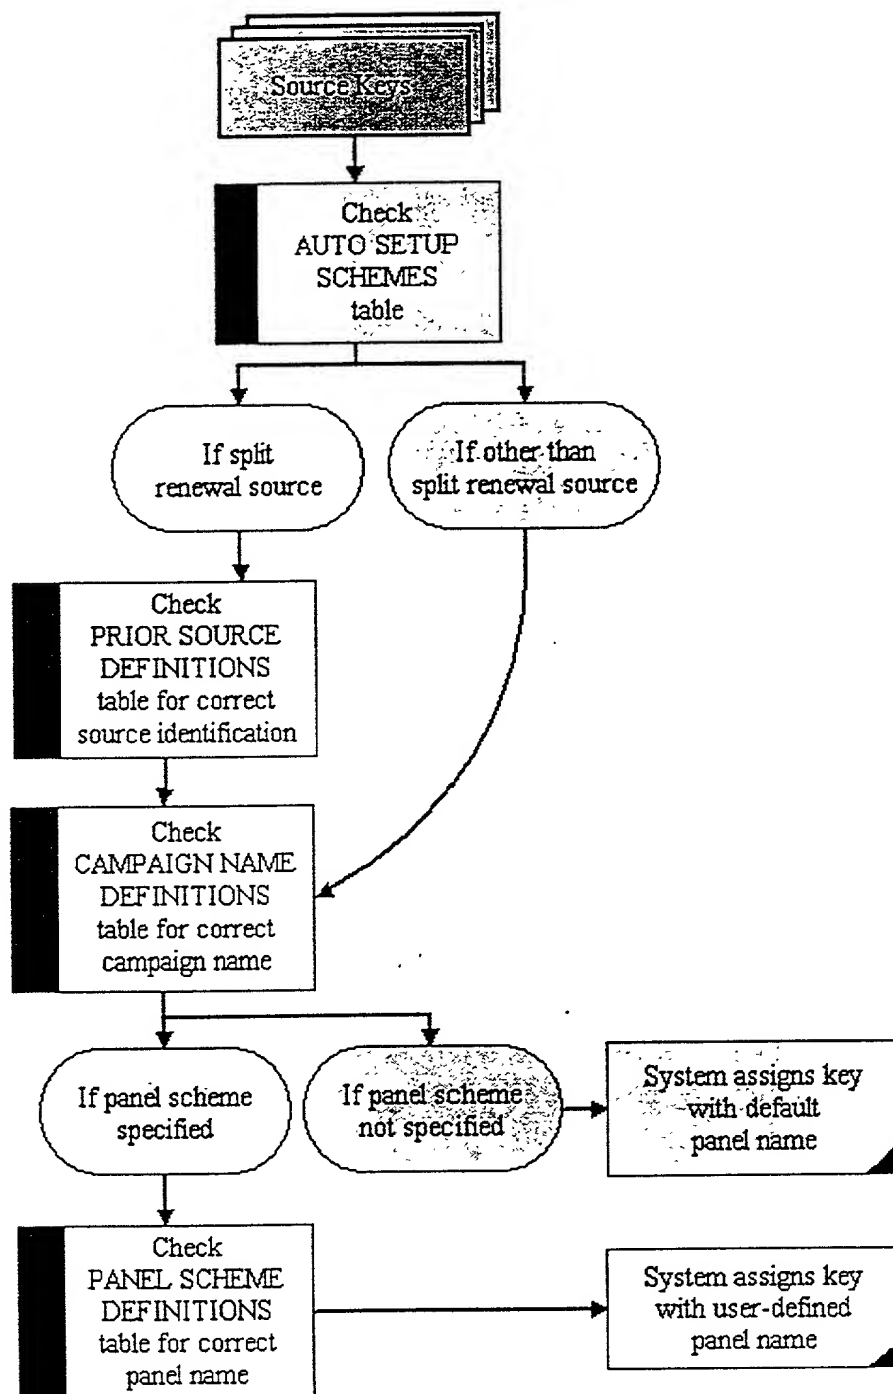 Source Keys
Check
AUTO SETUP
SCHEMES
table
If split
renewal source
If other than
split renewal source
Check
PRIOR SOURCE
DEFINITIONS
table for correct
source identification
Check
CAMPAIGN NAME
DEFINITIONS
table for correct
campaign name
If panel scheme
specified
If panel scheme
not specified
System assigns key
with default
panel name
Check
PANEL SCHEME
DEFINITIONS
table for correct
panel name
System assigns key
with user-defined
panel name